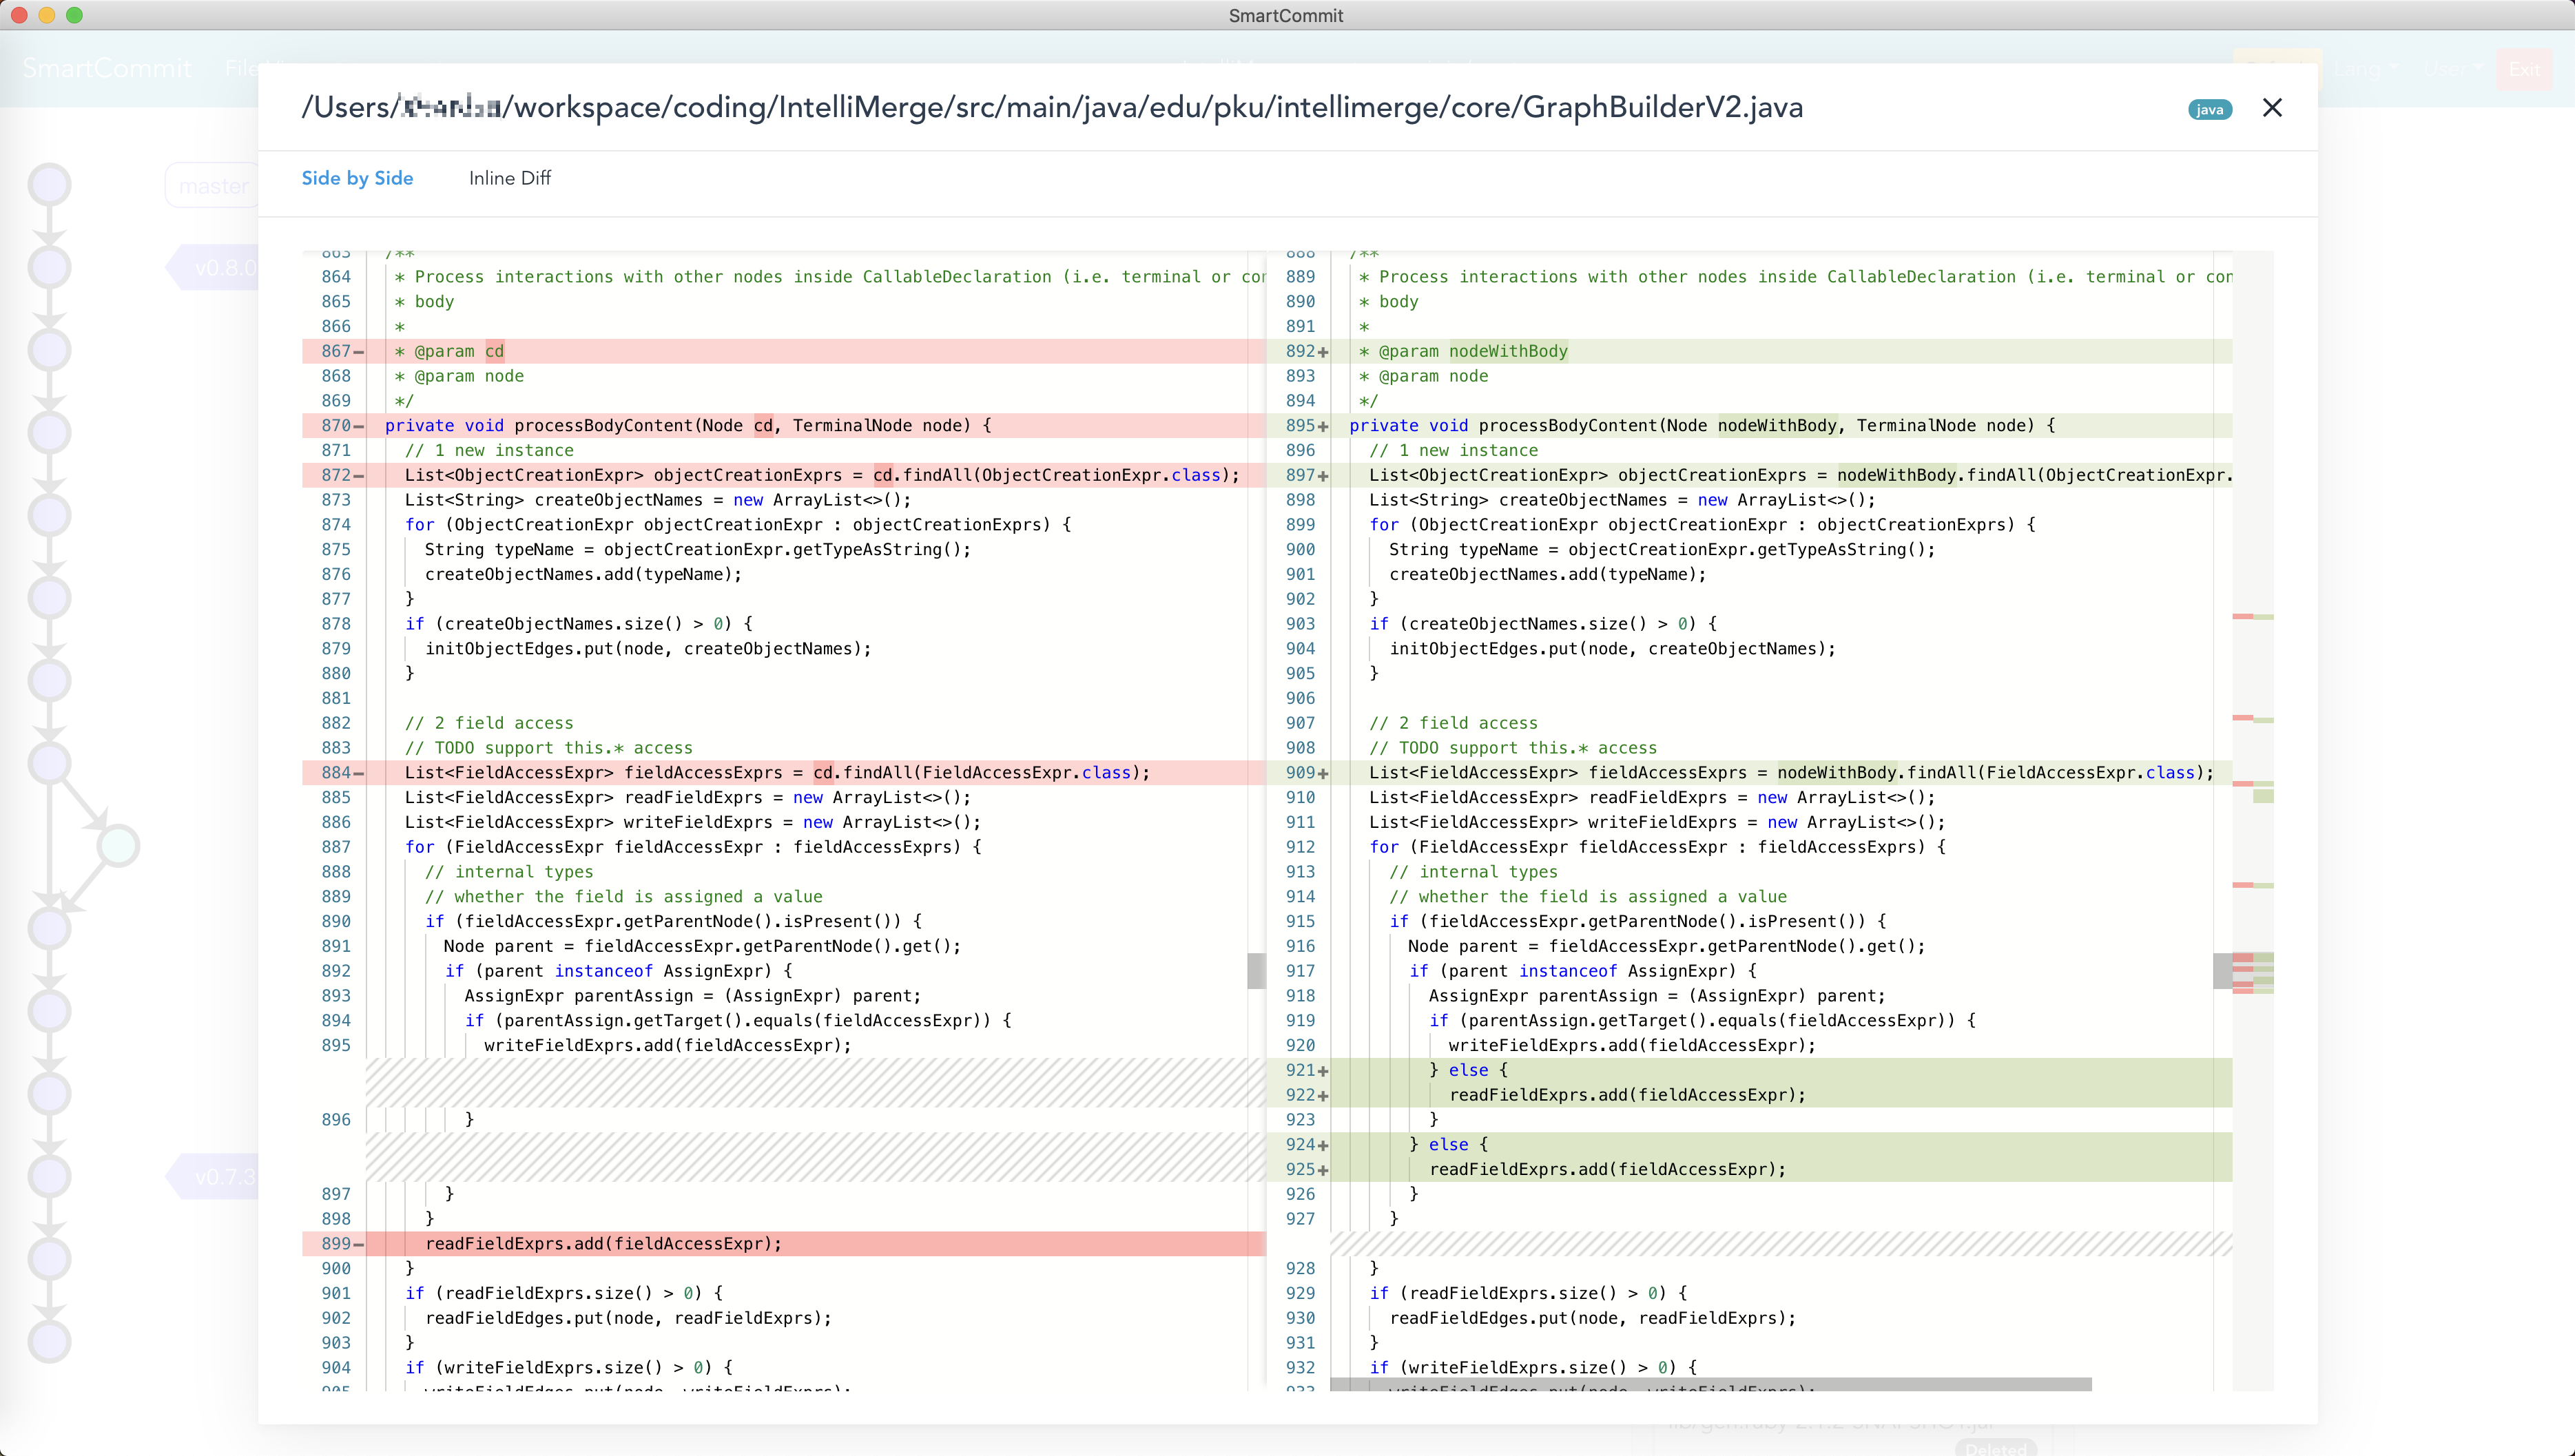 SmartCommit
SmartCommit File
Exit
/Users/ /workspace/coding/IntelliMerge/src/main/java/edu/pku/intellimerge/core/GraphBuilderV2.java
java
Side by Side Inline Diff
master
v0.8.0
v0.7.3
863 /**
864 * Process interactions with other nodes inside CallableDeclaration (i.e. terminal or con
865 * body
866 *
867− * @param cd
868 * @param node
869 */
870− private void processBodyContent(Node cd, TerminalNode node) {
871 // 1 new instance
872− List<ObjectCreationExpr> objectCreationExprs = cd.findAll(ObjectCreationExpr.class);
873 List<String> createObjectNames = new ArrayList<>();
874 for (ObjectCreationExpr objectCreationExpr : objectCreationExprs) {
875 String typeName = objectCreationExpr.getTypeAsString();
876 createObjectNames.add(typeName);
877 }
878 if (createObjectNames.size() > 0) {
879 initObjectEdges.put(node, createObjectNames);
880 }
881
882 // 2 field access
883 // TODO support this.* access
884− List<FieldAccessExpr> fieldAccessExprs = cd.findAll(FieldAccessExpr.class);
885 List<FieldAccessExpr> readFieldExprs = new ArrayList<>();
886 List<FieldAccessExpr> writeFieldExprs = new ArrayList<>();
887 for (FieldAccessExpr fieldAccessExpr : fieldAccessExprs) {
888 // internal types
889 // whether the field is assigned a value
890 if (fieldAccessExpr.getParentNode().isPresent()) {
891 Node parent = fieldAccessExpr.getParentNode().get();
892 if (parent instanceof AssignExpr) {
893 AssignExpr parentAssign = (AssignExpr) parent;
894 if (parentAssign.getTarget().equals(fieldAccessExpr)) {
895 writeFieldExprs.add(fieldAccessExpr);
896 }
897 }
898 }
899− readFieldExprs.add(fieldAccessExpr);
900 }
901 if (readFieldExprs.size() > 0) {
902 readFieldEdges.put(node, readFieldExprs);
903 }
904 if (writeFieldExprs.size() > 0) {
905 writeFieldEdges.put(node, writeFieldExprs);
888 /**
889 * Process interactions with other nodes inside CallableDeclaration (i.e. terminal or con
890 * body
891 *
892+ * @param nodeWithBody
893 * @param node
894 */
895+ private void processBodyContent(Node nodeWithBody, TerminalNode node) {
896 // 1 new instance
897+ List<ObjectCreationExpr> objectCreationExprs = nodeWithBody.findAll(ObjectCreationExpr.
898 List<String> createObjectNames = new ArrayList<>();
899 for (ObjectCreationExpr objectCreationExpr : objectCreationExprs) {
900 String typeName = objectCreationExpr.getTypeAsString();
901 createObjectNames.add(typeName);
902 }
903 if (createObjectNames.size() > 0) {
904 initObjectEdges.put(node, createObjectNames);
905 }
906
907 // 2 field access
908 // TODO support this.* access
909+ List<FieldAccessExpr> fieldAccessExprs = nodeWithBody.findAll(FieldAccessExpr.class);
910 List<FieldAccessExpr> readFieldExprs = new ArrayList<>();
911 List<FieldAccessExpr> writeFieldExprs = new ArrayList<>();
912 for (FieldAccessExpr fieldAccessExpr : fieldAccessExprs) {
913 // internal types
914 // whether the field is assigned a value
915 if (fieldAccessExpr.getParentNode().isPresent()) {
916 Node parent = fieldAccessExpr.getParentNode().get();
917 if (parent instanceof AssignExpr) {
918 AssignExpr parentAssign = (AssignExpr) parent;
919 if (parentAssign.getTarget().equals(fieldAccessExpr)) {
920 writeFieldExprs.add(fieldAccessExpr);
921+ } else {
922+ readFieldExprs.add(fieldAccessExpr);
923 }
924+ } else {
925+ readFieldExprs.add(fieldAccessExpr);
926 }
927 }
928 }
929 if (readFieldExprs.size() > 0) {
930 readFieldEdges.put(node, readFieldExprs);
931 }
932 if (writeFieldExprs.size() > 0) {
933 writeFieldEdges.put(node, writeFieldExprs);
Deleted